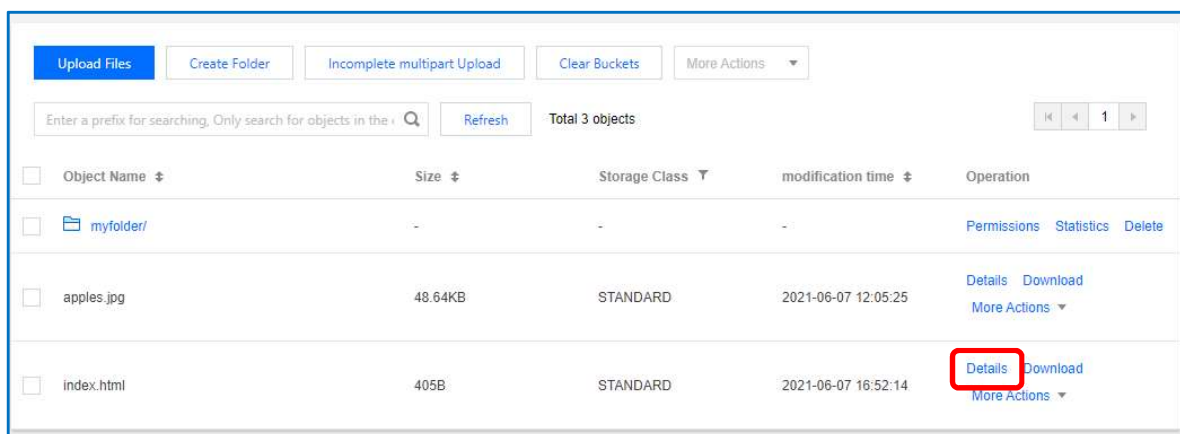 Upload Files Create Folder Incomplete multipart Upload Clear Buckets More Actions
Enter a prefix for searching, Only search for objects in the Refresh Total 3 objects 1
Object Name Size Storage Class modification time Operation
myfolder/ - - - Permissions Statistics Delete
apples.jpg 48.64KB STANDARD 2021-06-07 12:05:25 Details Download
More Actions
index.html 405B STANDARD 2021-06-07 16:52:14 Details Download
More Actions